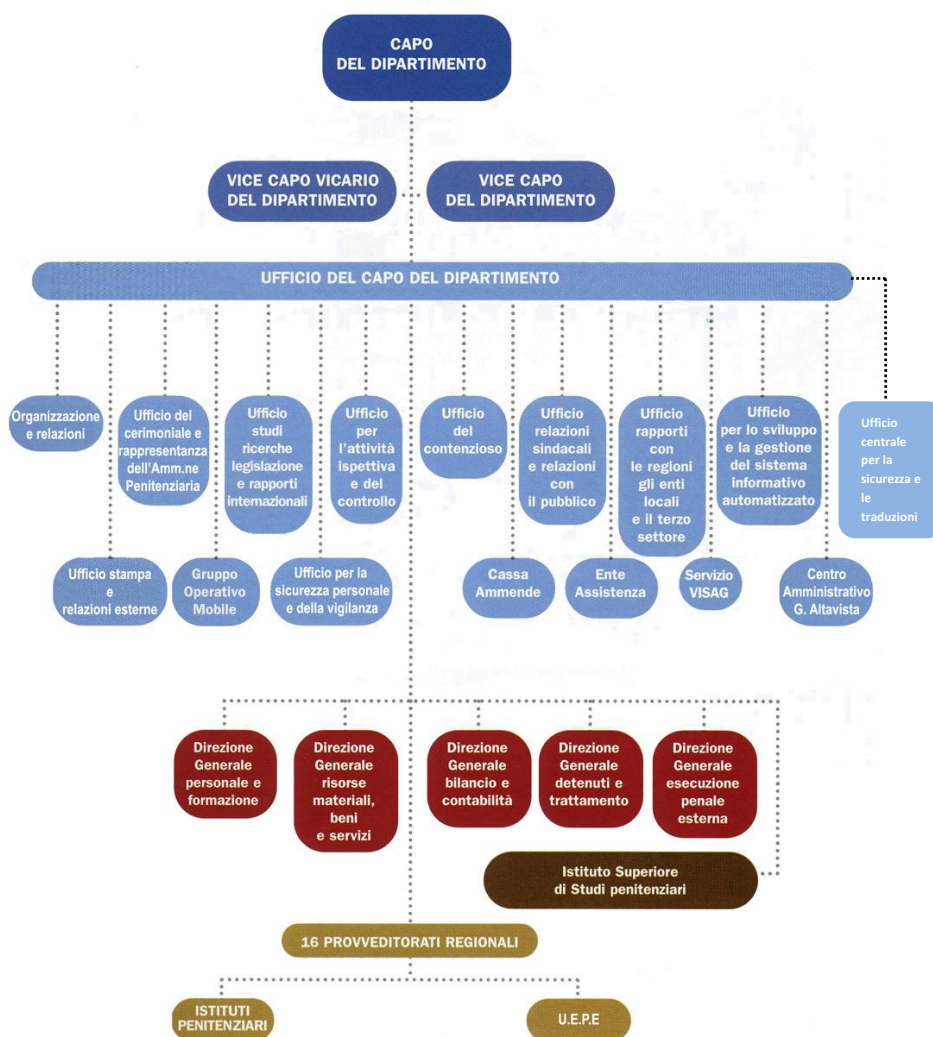 CAPO
DEL DIPARTIMENTO
VICE CAPO VICARIO
DEL DIPARTIMENTO
VICE CAPO
DEL DIPARTIMENTO
UFFICIO DEL CAPO DEL DIPARTIMENTO
Organizzazione
e relazioni
Ufficio del
cerimoniale e
rappresentanza
dell'Amm.ne
Penitenziaria
Ufficio
studi
ricerche
legislazione
e rapporti
internazionali
Ufficio
per
l'attività
ispettiva
e del
controllo
Ufficio
del
contenzioso
Ufficio
relazioni
sindacali
e relazioni
con
il pubblico
Ufficio
rapporti
con
le regioni
gli enti
locali
e il terzo
settore
Ufficio
per lo sviluppo
e la gestione
del sistema
informativo
automatizzato
Ufficio
centrale
per la
sicurezza e
le
traduzioni
Ufficio stampa
e
relazioni esterne
Gruppo
Operativo
Mobile
Ufficio per la
sicurezza personale
e della vigilanza
Cassa
Ammende
Ente
Assistenza
Servizio
VISAG
Centro
Amministrativo
G. Altavista
Direzione
Generale
personale e
formazione
Direzione
Generale
risorse
materiali,
beni
e servizi
Direzione
Generale
bilancio e
contabilità
Direzione
Generale
detenuti e
trattamento
Direzione
Generale
esecuzione
penale
esterna
Istituto Superiore
di Studi penitenziari
16 PROVVEDITORATI REGIONALI
ISTITUTI
PENITENZIARI
U.E.P.E